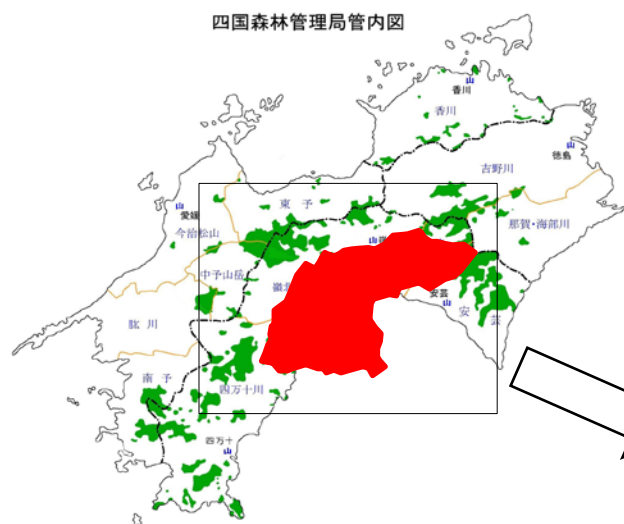 四国森林管理局管内図
香川
香川
徳島
吉野川
東予
愛媛
今治松山
那賀・海部川
中予山岳
嶺北
安芸
安芸
肱川
南予
四万十川
四万十